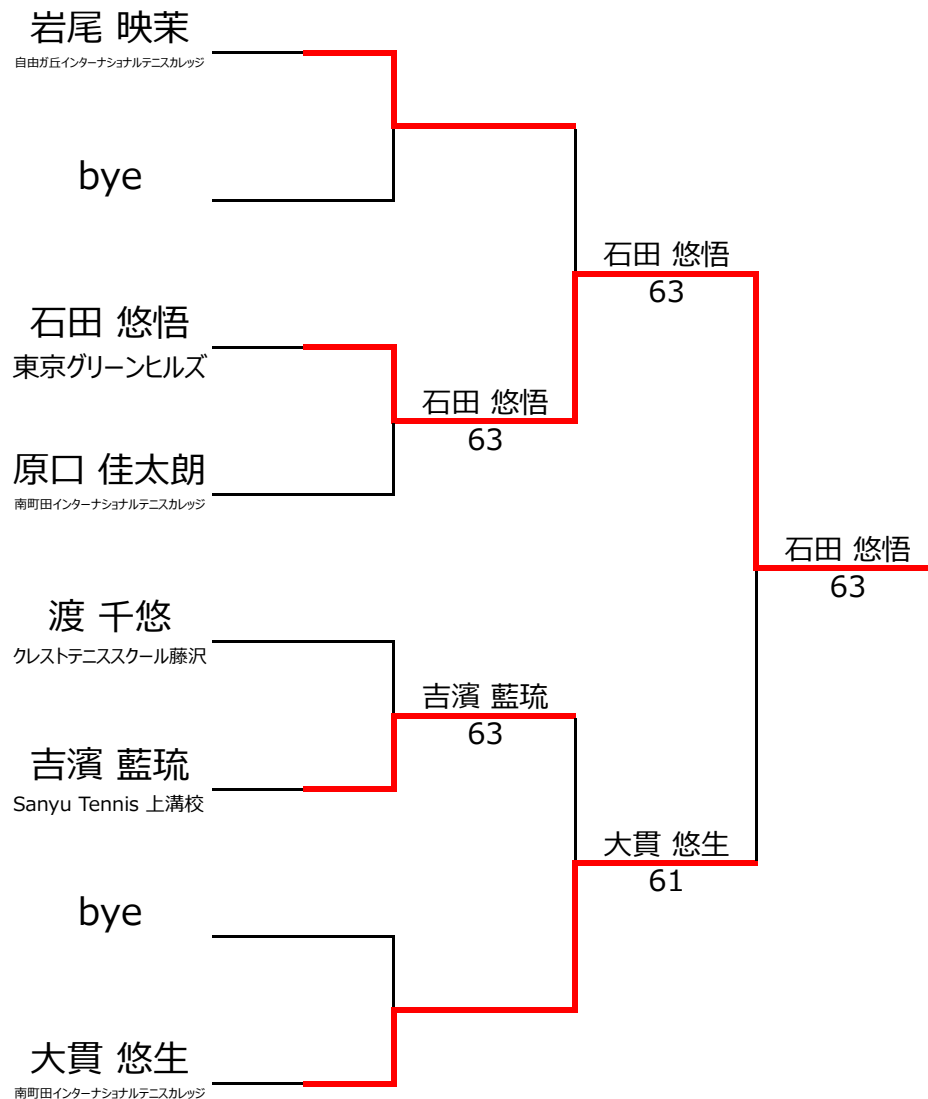 岩尾 映茉
自由ガ丘インターナショナルテニスカレッジ
bye
石田 悠悟
63
石田 悠悟
東京グリーンヒルズ
石田 悠悟
63
原口 佳太朗
南町田インターナショナルテニスカレッジ
石田 悠悟
63
渡 千悠
クレストテニススクール藤沢
吉濱 藍琉
63
吉濱 藍琉
Sanyu Tennis 上溝校
大貫 悠生
61
bye
大貫 悠生
南町田インターナショナルテニスカレッジ